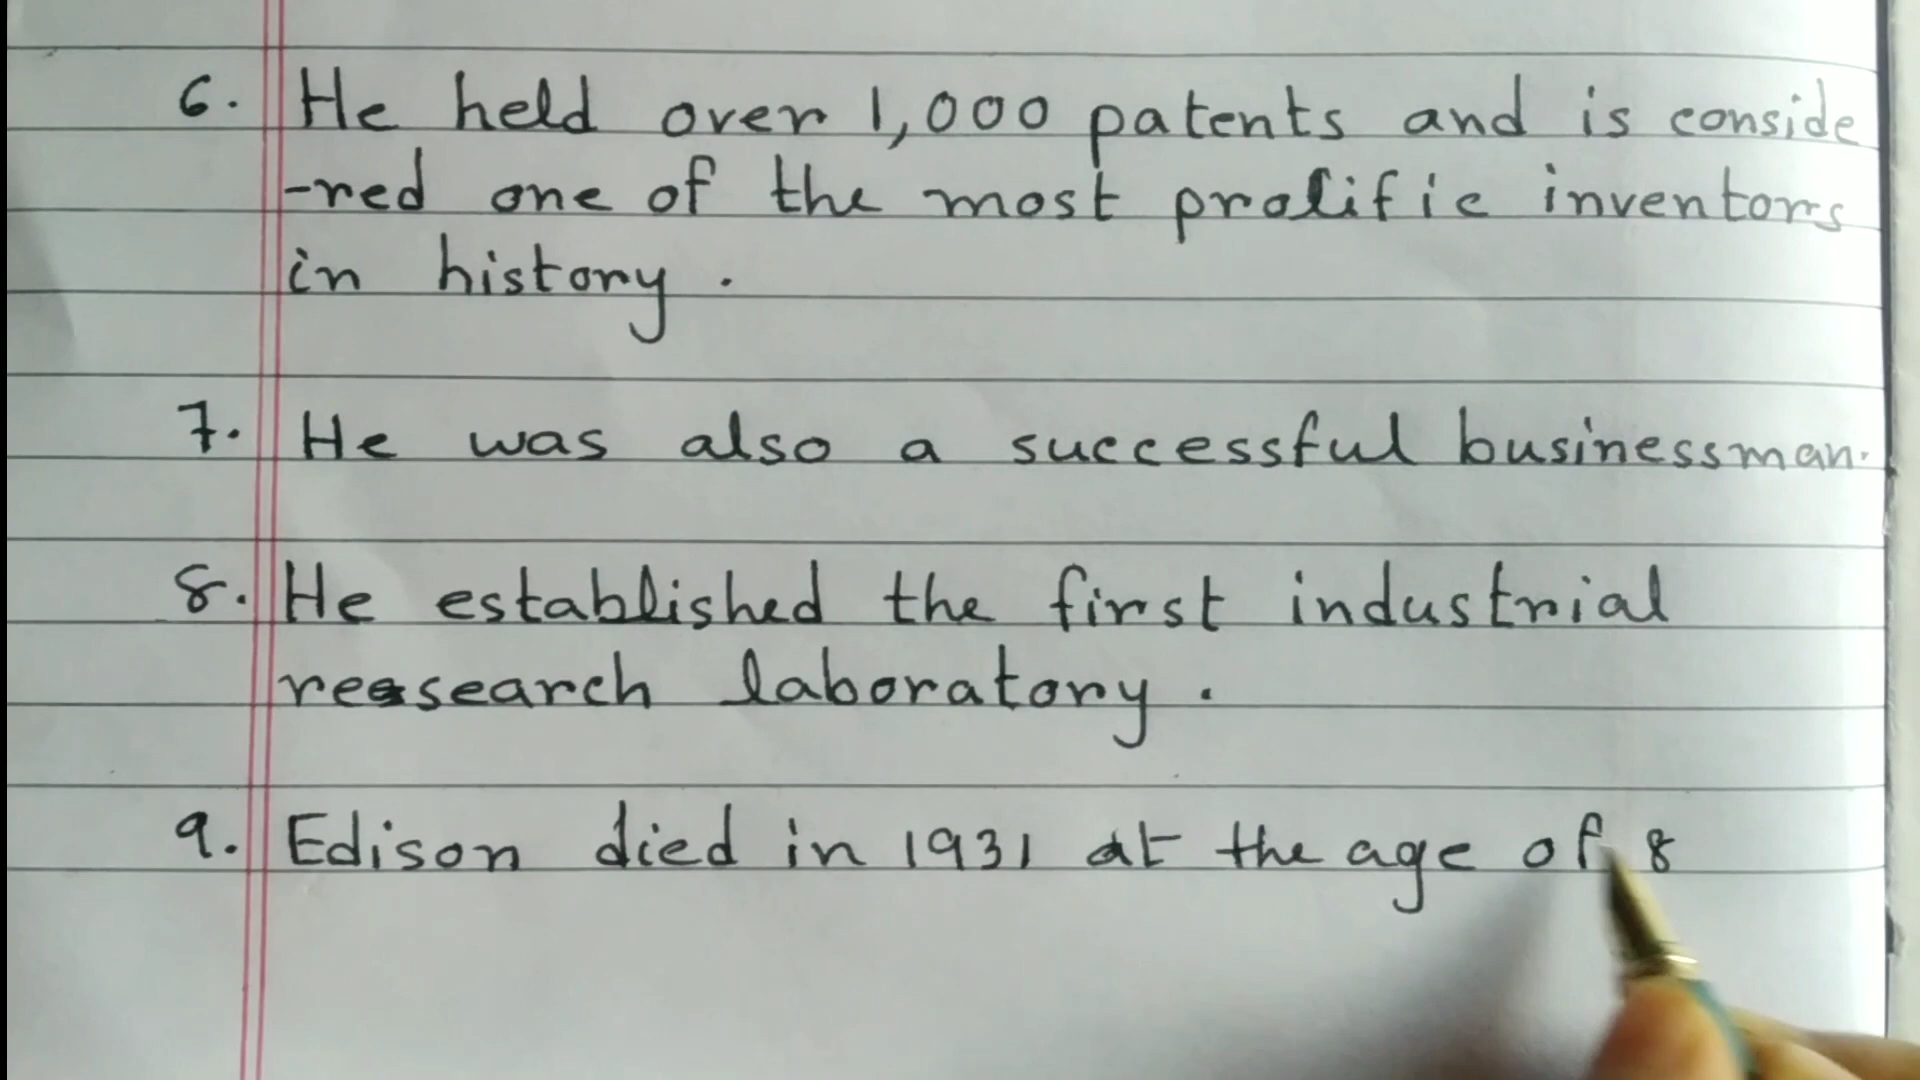 6. He held over 1,000 patents and is conside
-red one of the most prolific inventors
in history.
7. He was also a successful businessman.
8. He established the first industrial
research laboratory.
9. Edison died in 1931 at the age of 8